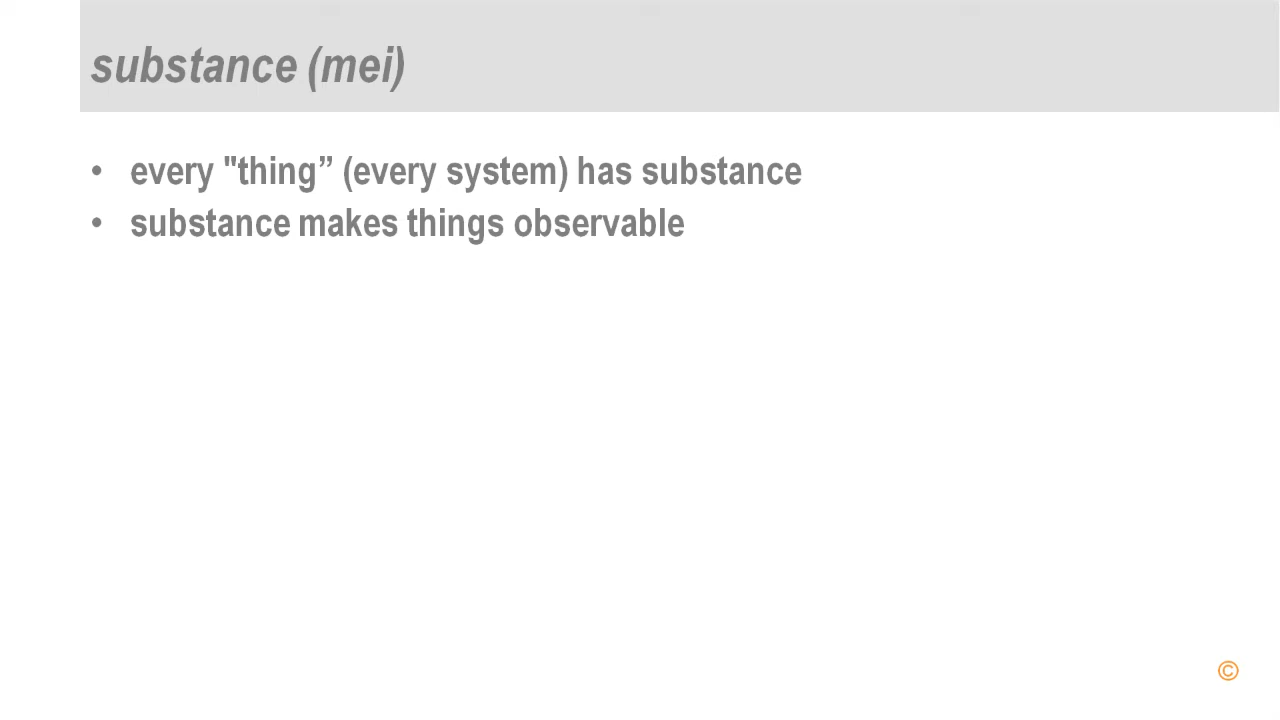 substance (mei)
• every "thing” (every system) has substance
• substance makes things observable
©